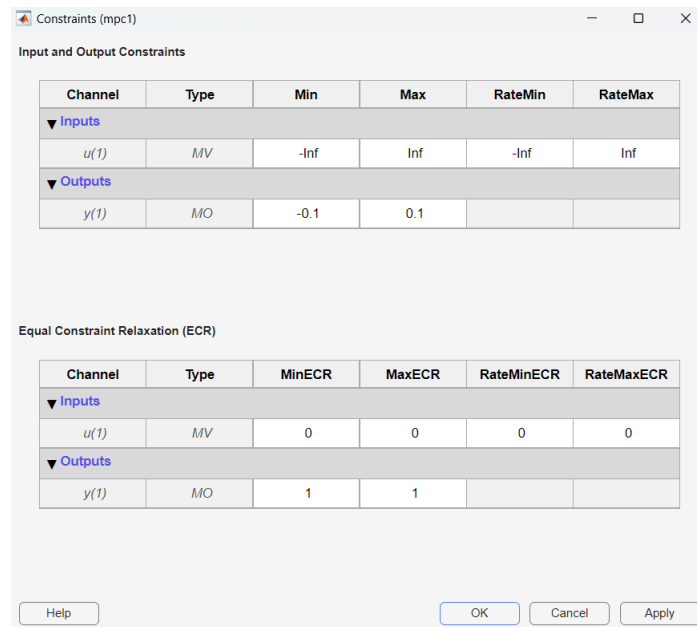 Constraints (mpc1)
Input and Output Constraints
Channel Type Min Max RateMin RateMax
Inputs
u(1) MV -Inf Inf -Inf Inf
Outputs
y(1) MO -0.1 0.1
Equal Constraint Relaxation (ECR)
Channel Type MinECR MaxECR RateMinECR RateMaxECR
Inputs
u(1) MV 0 0 0 0
Outputs
y(1) MO 1 1
Help OK Cancel Apply